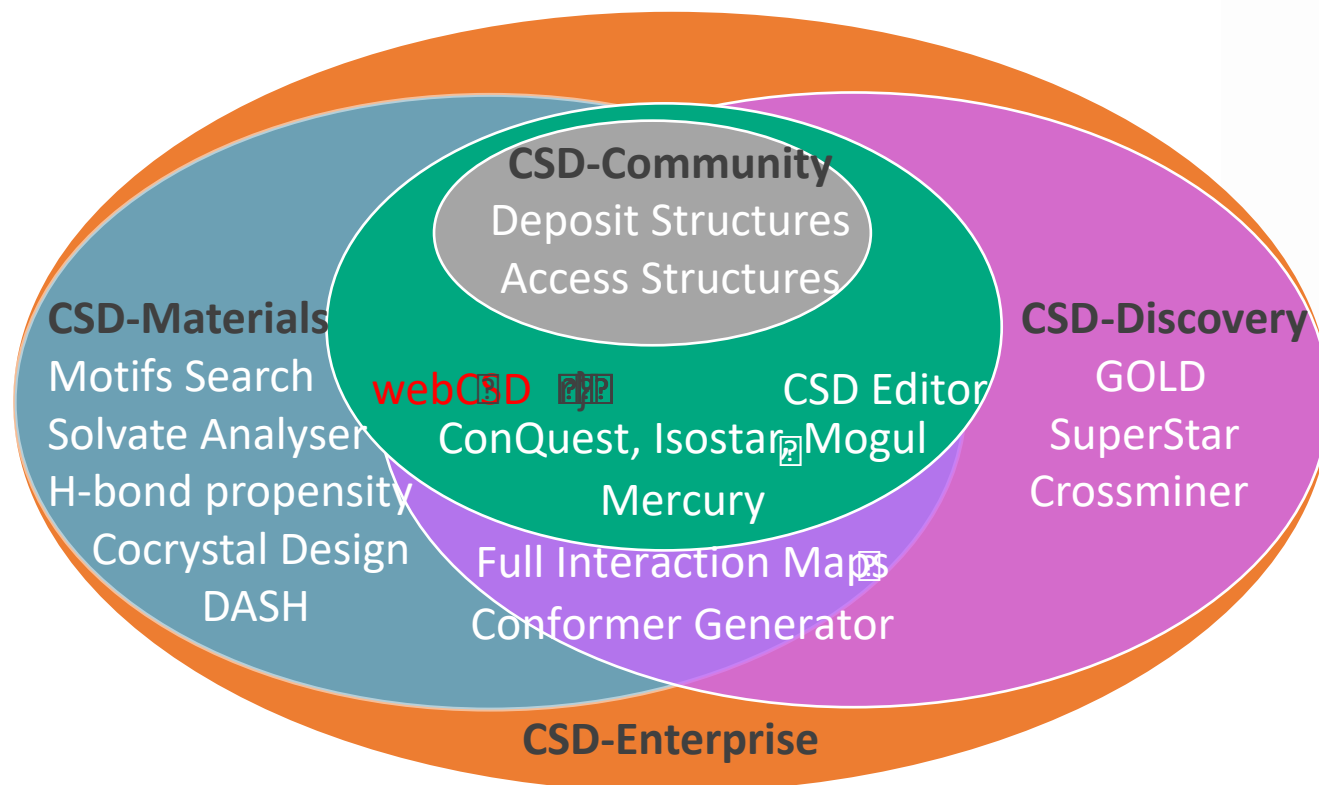 CSD-Community
Deposit Structures
Access Structures
CSD-Materials
Motifs Search
Solvate Analyser
H-bond propensity
Cocrystal Design
DASH
webCSD
CSD Editor
ConQuest, Isostar, Mogul
Mercury
Full Interaction Maps
Conformer Generator
CSD-Discovery
GOLD
SuperStar
Crossminer
CSD-Enterprise